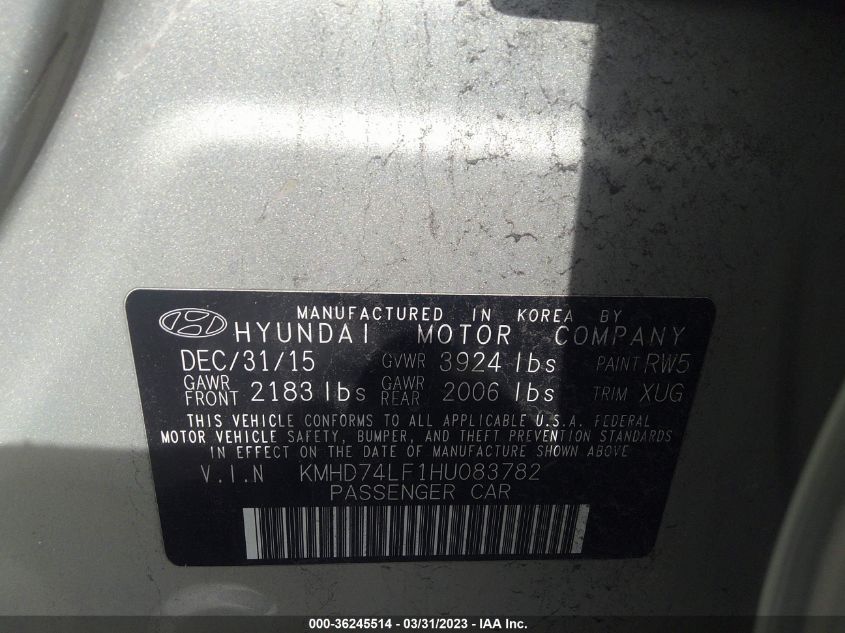 MANUFACTURED IN KOREA BY
HYUNDAI MOTOR COMPANY
DEC/31/15 GVWR 3924 lbs PAINT RW5
GAWR FRONT 2183 lbs GAWR REAR 2006 lbs TRIM XUG
THIS VEHICLE CONFORMS TO ALL APPLICABLE U.S.A. FEDERAL
MOTOR VEHICLE SAFETY, BUMPER, AND THEFT PREVENTION STANDARDS
IN EFFECT ON THE DATE OF MANUFACTURE SHOWN ABOVE
V.I.N KMHD74LF1HU083782
PASSENGER CAR
000-36245514 - 03/31/2023 - IAA Inc.